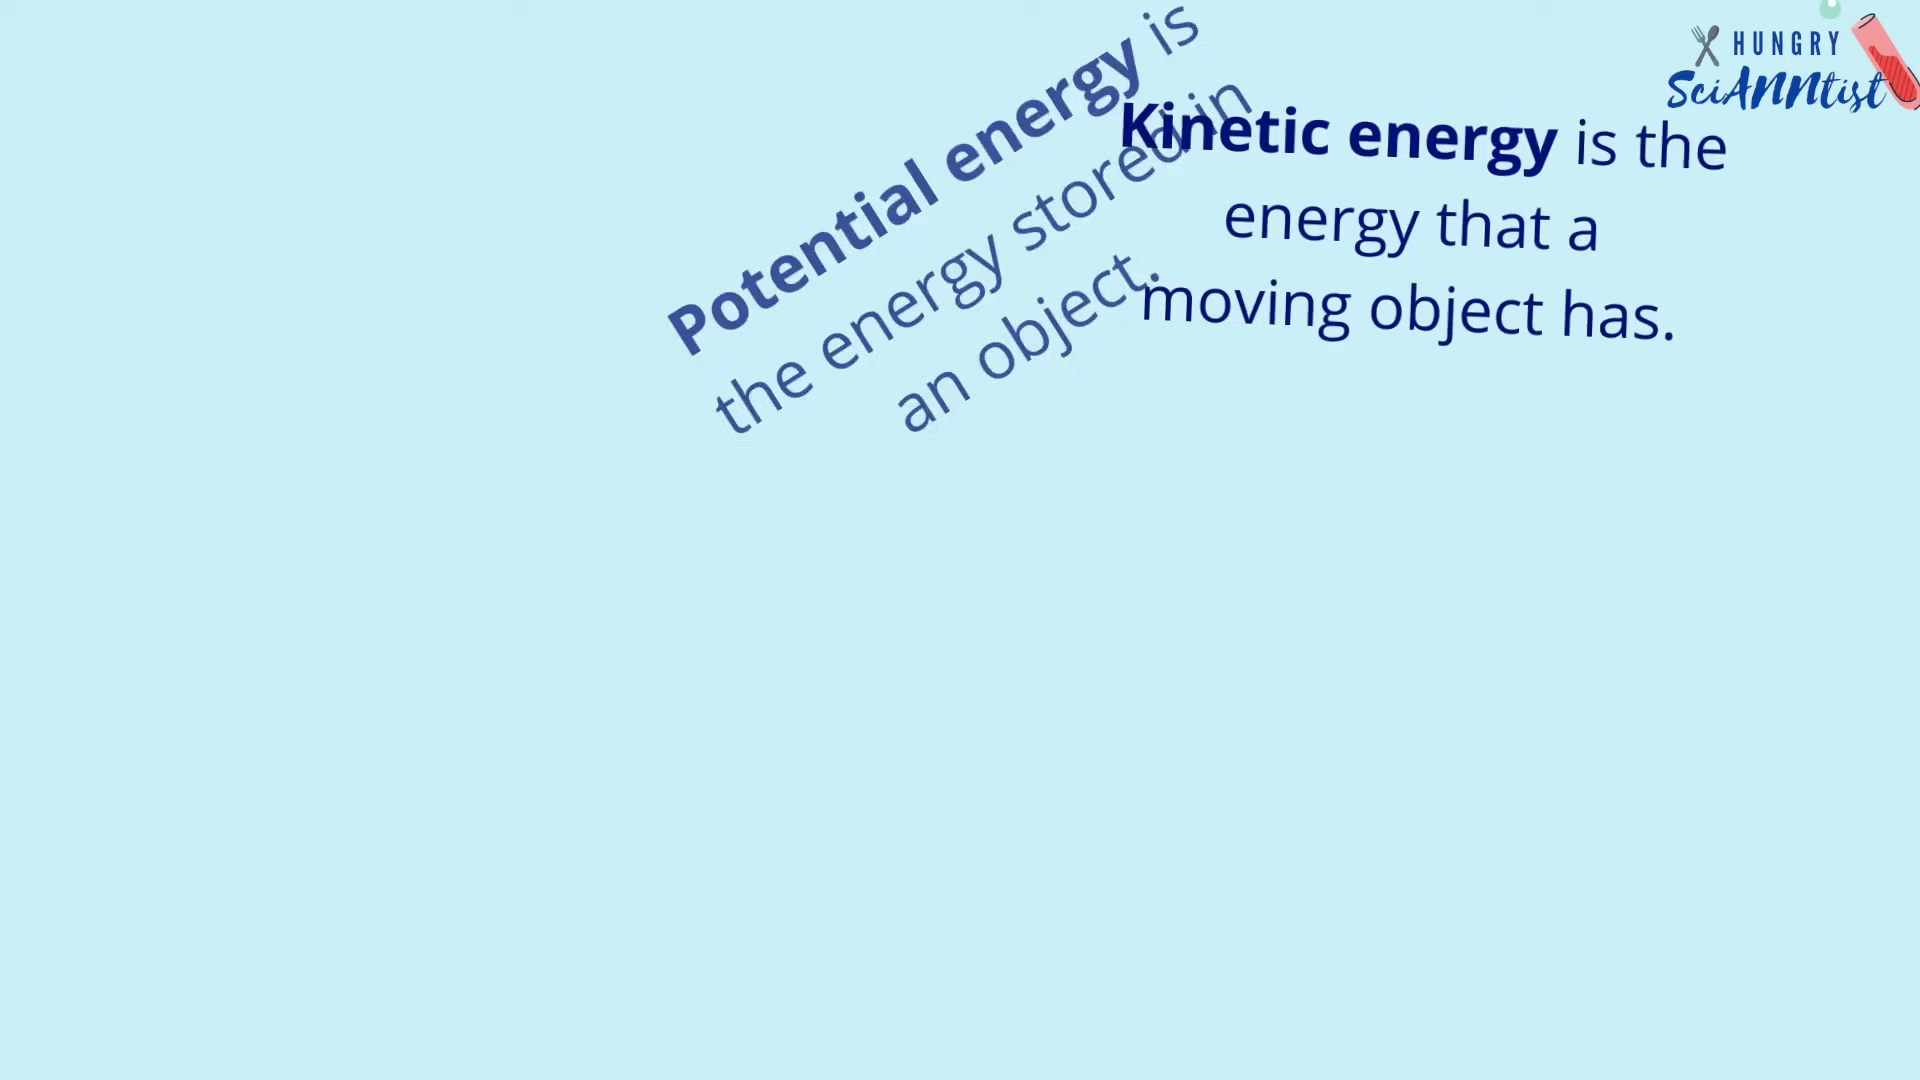 Potential energy is
the energy stored in
an object.
Kinetic energy is the
energy that a
moving object has.
HUNGRY
SciANNtist